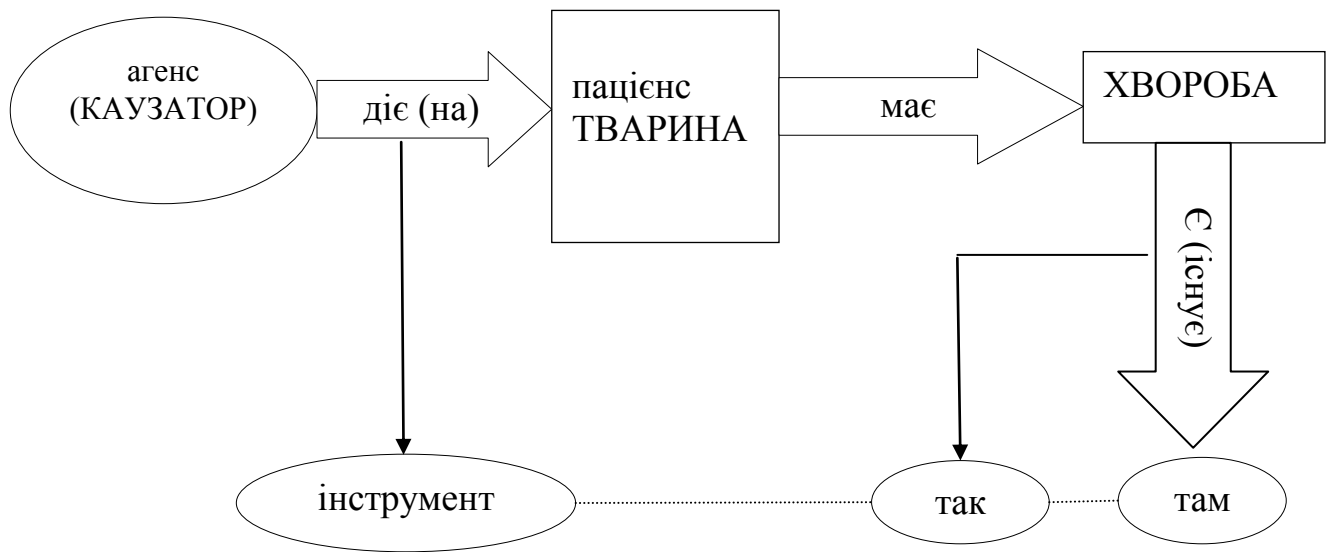 агенс
(КАУЗАТОР)
діє (на)
пацієнс
ТВАРИНА
має
ХВОРОБА
Є (існує)
інструмент
так
там